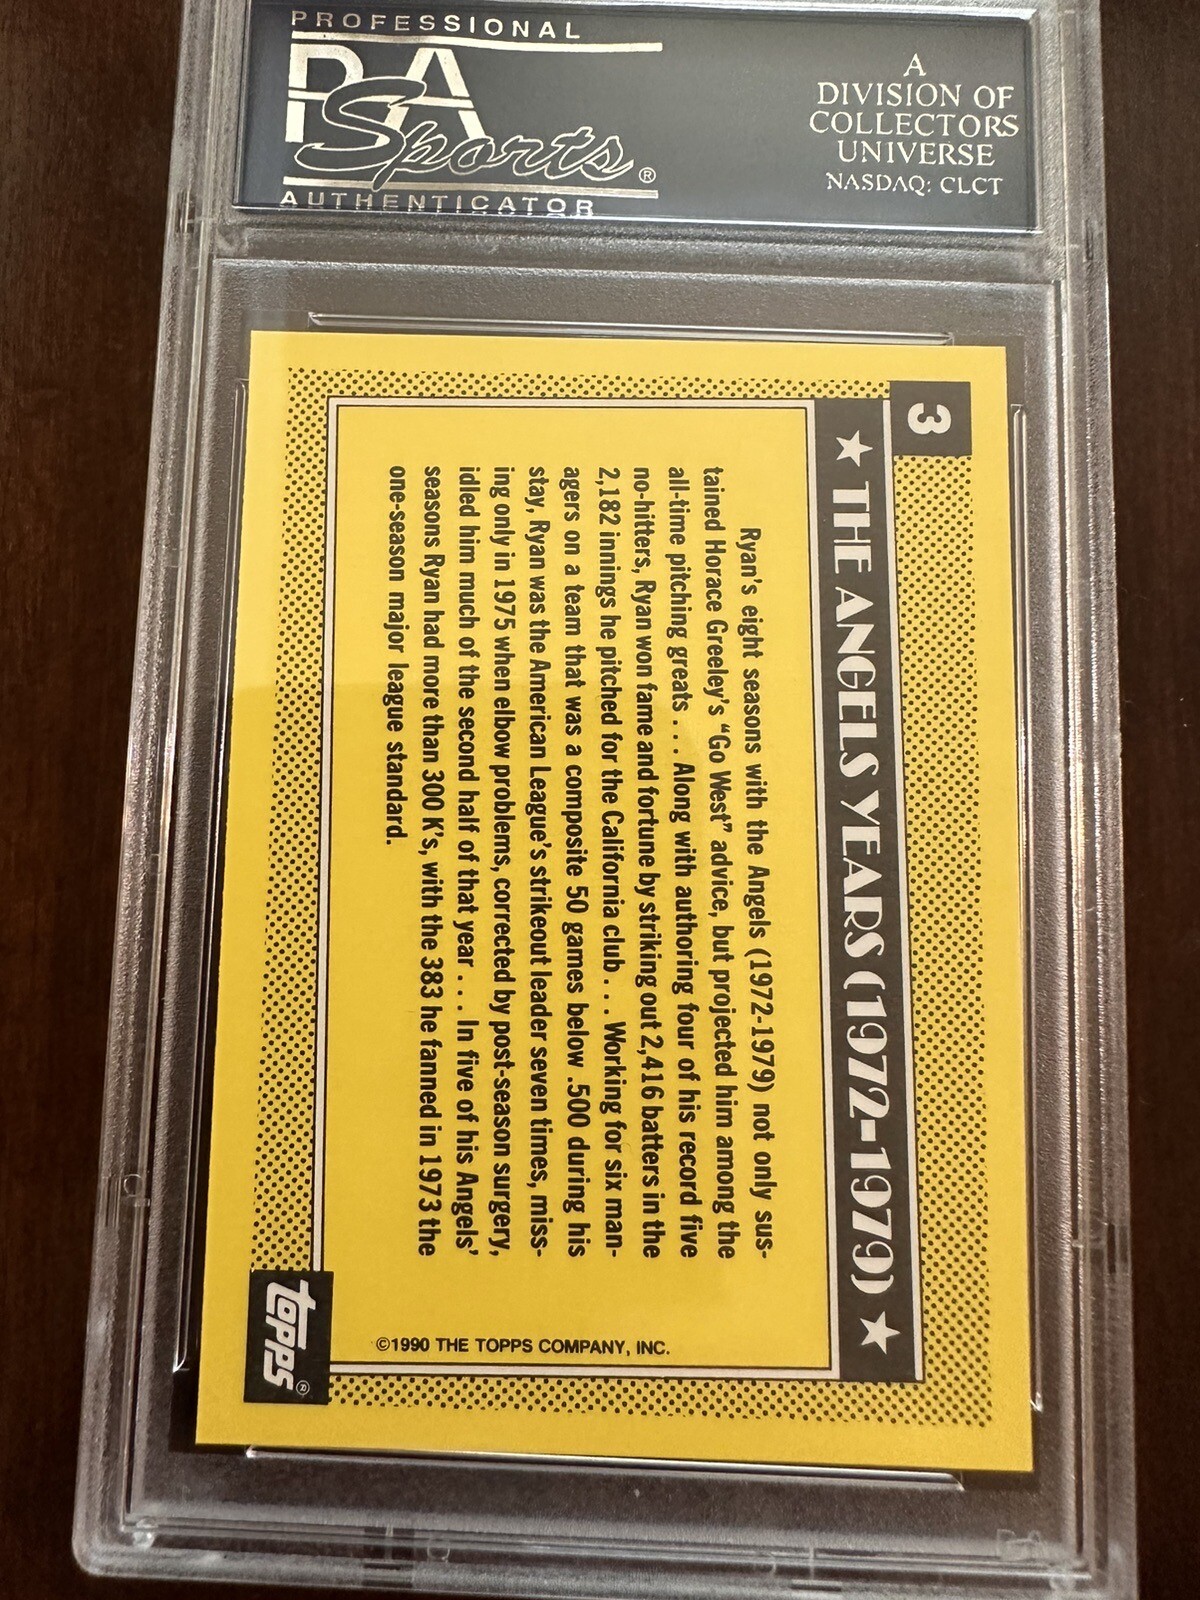 PROFESSIONAL
PSA
Sports®
AUTHENTICATOR
A
DIVISION OF
COLLECTORS
UNIVERSE
NASDAQ: CLCT
3
★ THE ANGELS YEARS (1972-1979) ★
Ryan's eight seasons with the Angels (1972-1979) not only sus-
tained Horace Greeley's "Go West" advice, but projected him among the
all-time pitching greats . . . Along with authoring four of his record five
no-hitters, Ryan won fame and fortune by striking out 2,416 batters in the
2,182 innings he pitched for the California club . . . Working for six man-
agers on a team that was a composite 50 games below .500 during his
stay, Ryan was the American League's strikeout leader seven times, miss-
ing only in 1975 when elbow problems, corrected by post-season surgery,
idled him much of the second half of that year . . . In five of his Angels'
seasons Ryan had more than 300 K's, with the 383 he fanned in 1973 the
one-season major league standard.
©1990 THE TOPPS COMPANY, INC.
topps®